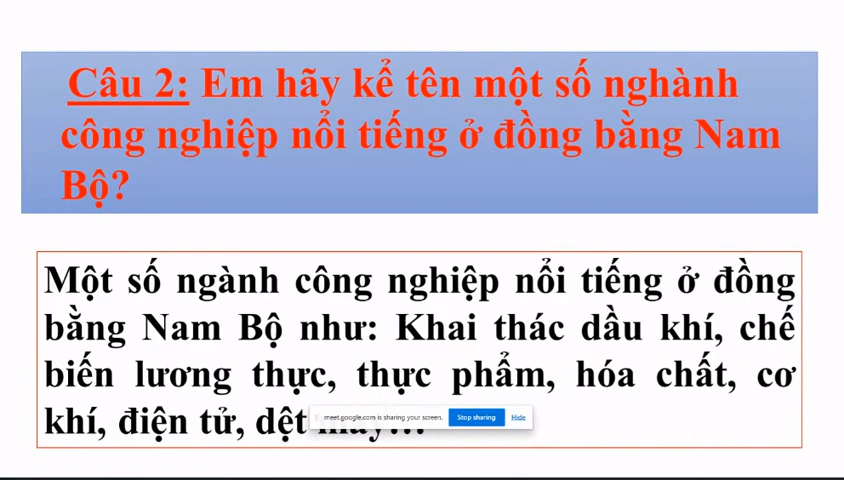 Câu 2: Em hãy kể tên một số nghành
công nghiệp nổi tiếng ở đồng bằng Nam
Bộ?
Một số ngành công nghiệp nổi tiếng ở đồng
bằng Nam Bộ như: Khai thác dầu khí, chế
biến lương thực, thực phẩm, hóa chất, cơ
khí, điện tử, dệt may...
meet.google.com is sharing your screen. Stop sharing Hide